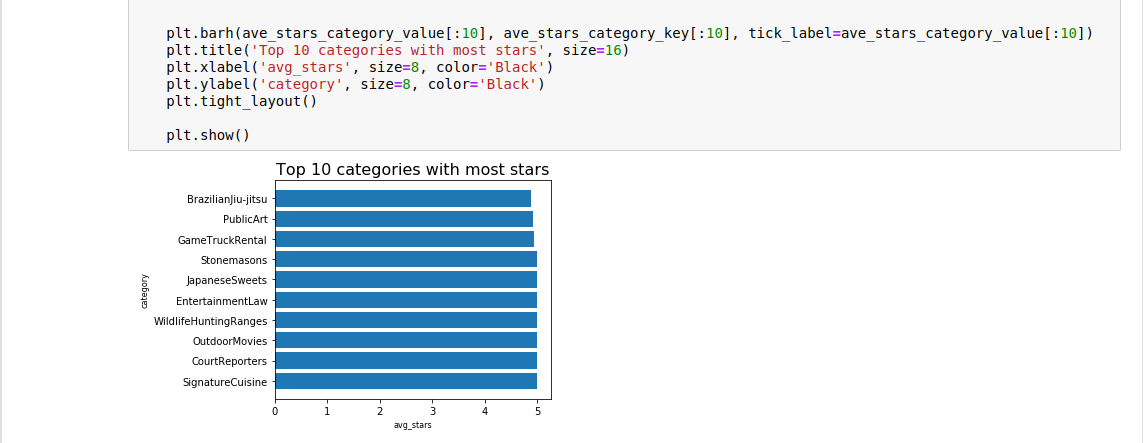 plt.barh(ave_stars_category_value[:10], ave_stars_category_key[:10], tick_label=ave_stars_category_value[:10])
plt.title('Top 10 categories with most stars', size=16)
plt.xlabel('avg_stars', size=8, color='Black')
plt.ylabel('category', size=8, color='Black')
plt.tight_layout()
plt.show()
Top 10 categories with most stars
BrazilianJiu-jitsu
PublicArt
GameTruckRental
Stonemasons
JapaneseSweets
EntertainmentLaw
WildlifeHuntingRanges
OutdoorMovies
CourtReporters
SignatureCuisine
category
0 1 2 3 4 5
avg_stars